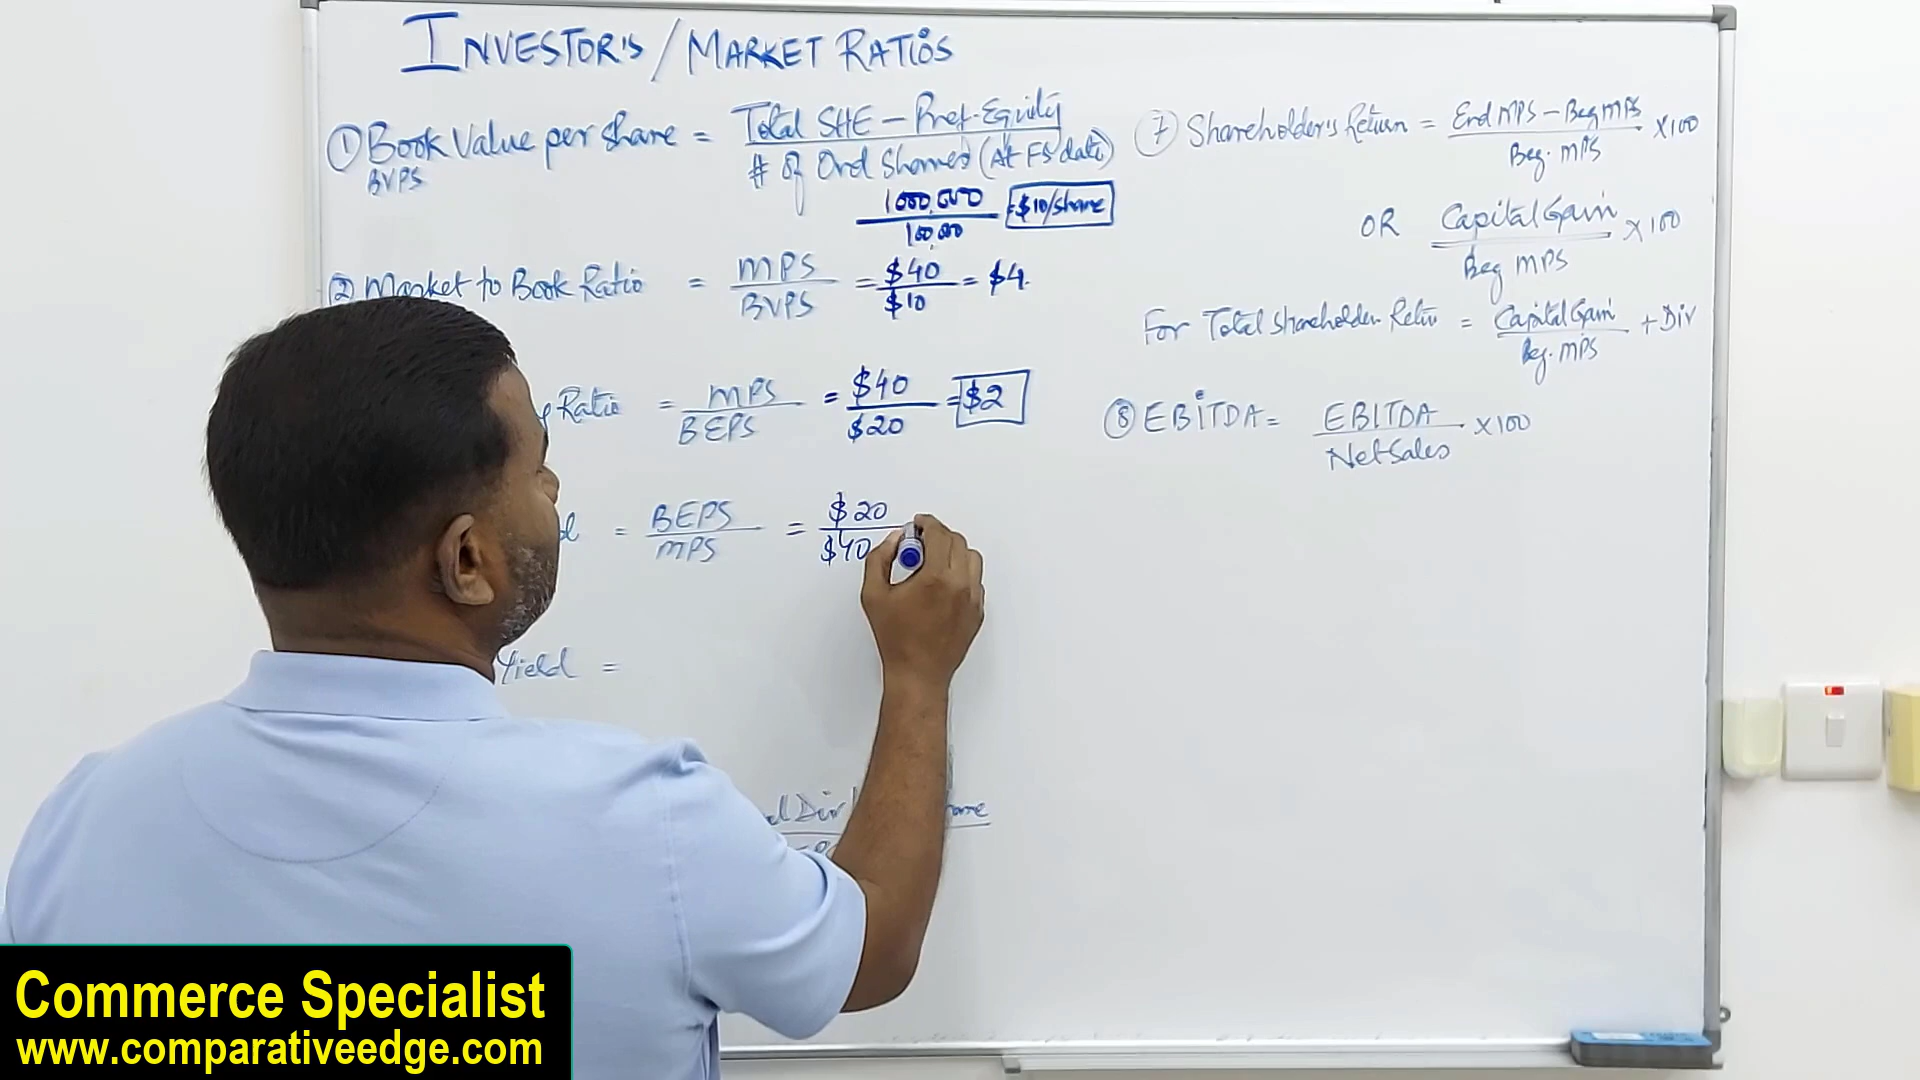 INVESTOR'S / MARKET RATIOS
① Book Value per share = Total SHE – Pref. Equity
# of Ord Shares (At FS date)
BVPS
1000,000 = $10/share
100,000
② Market to Book Ratio = MPS = $40 = $4
BVPS $10
Ratio = MPS = $40 = $2
BEPS $20
= BEPS = $20
MPS $40
Yield =
Div
⑦ Shareholder's Return = End MPS – Beg MPS X100
Beg. MPS
OR Capital Gain X100
Beg MPS
For Total Shareholder Retu = Capital Gain + Div
Beg. MPS
⑧ EBITDA = EBITDA X100
Net Sales
Commerce Specialist
www.comparativeedge.com